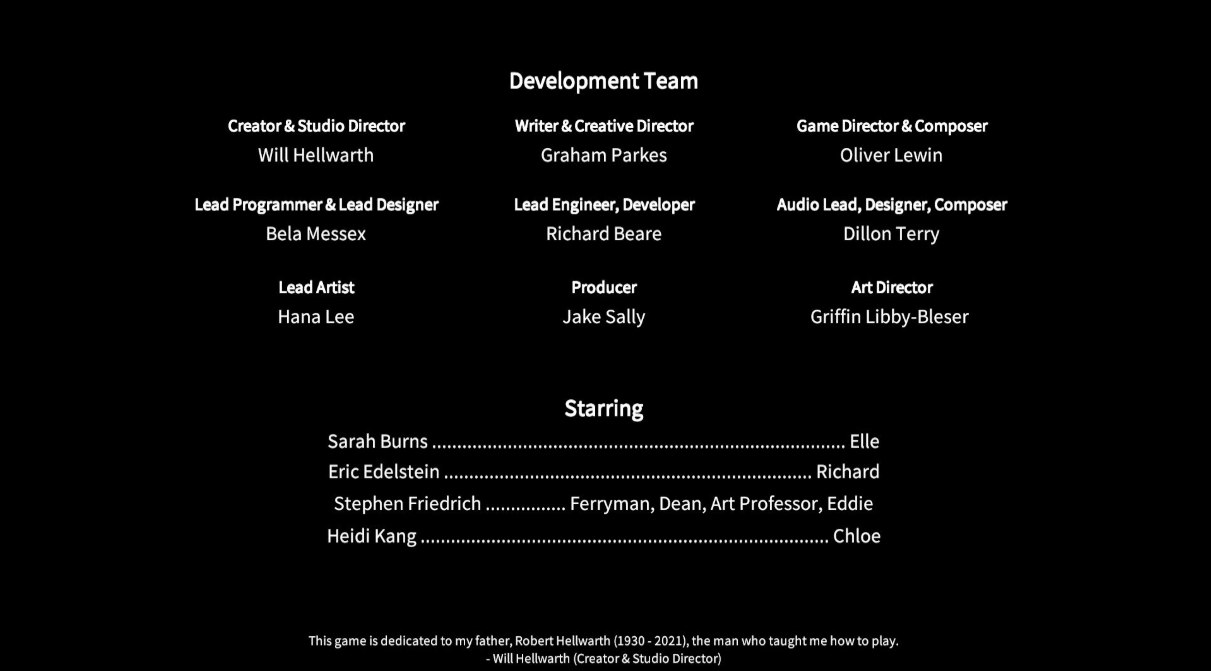 Development Team
Creator & Studio Director
Will Hellwarth
Writer & Creative Director
Graham Parkes
Game Director & Composer
Oliver Lewin
Lead Programmer & Lead Designer
Bela Messex
Lead Engineer, Developer
Richard Beare
Audio Lead, Designer, Composer
Dillon Terry
Lead Artist
Hana Lee
Producer
Jake Sally
Art Director
Griffin Libby-Bleser
Starring
Sarah Burns .................................................................................. Elle
Eric Edelstein ......................................................................... Richard
Stephen Friedrich ................ Ferryman, Dean, Art Professor, Eddie
Heidi Kang ................................................................................. Chloe
This game is dedicated to my father, Robert Hellwarth (1930 - 2021), the man who taught me how to play.
- Will Hellwarth (Creator & Studio Director)